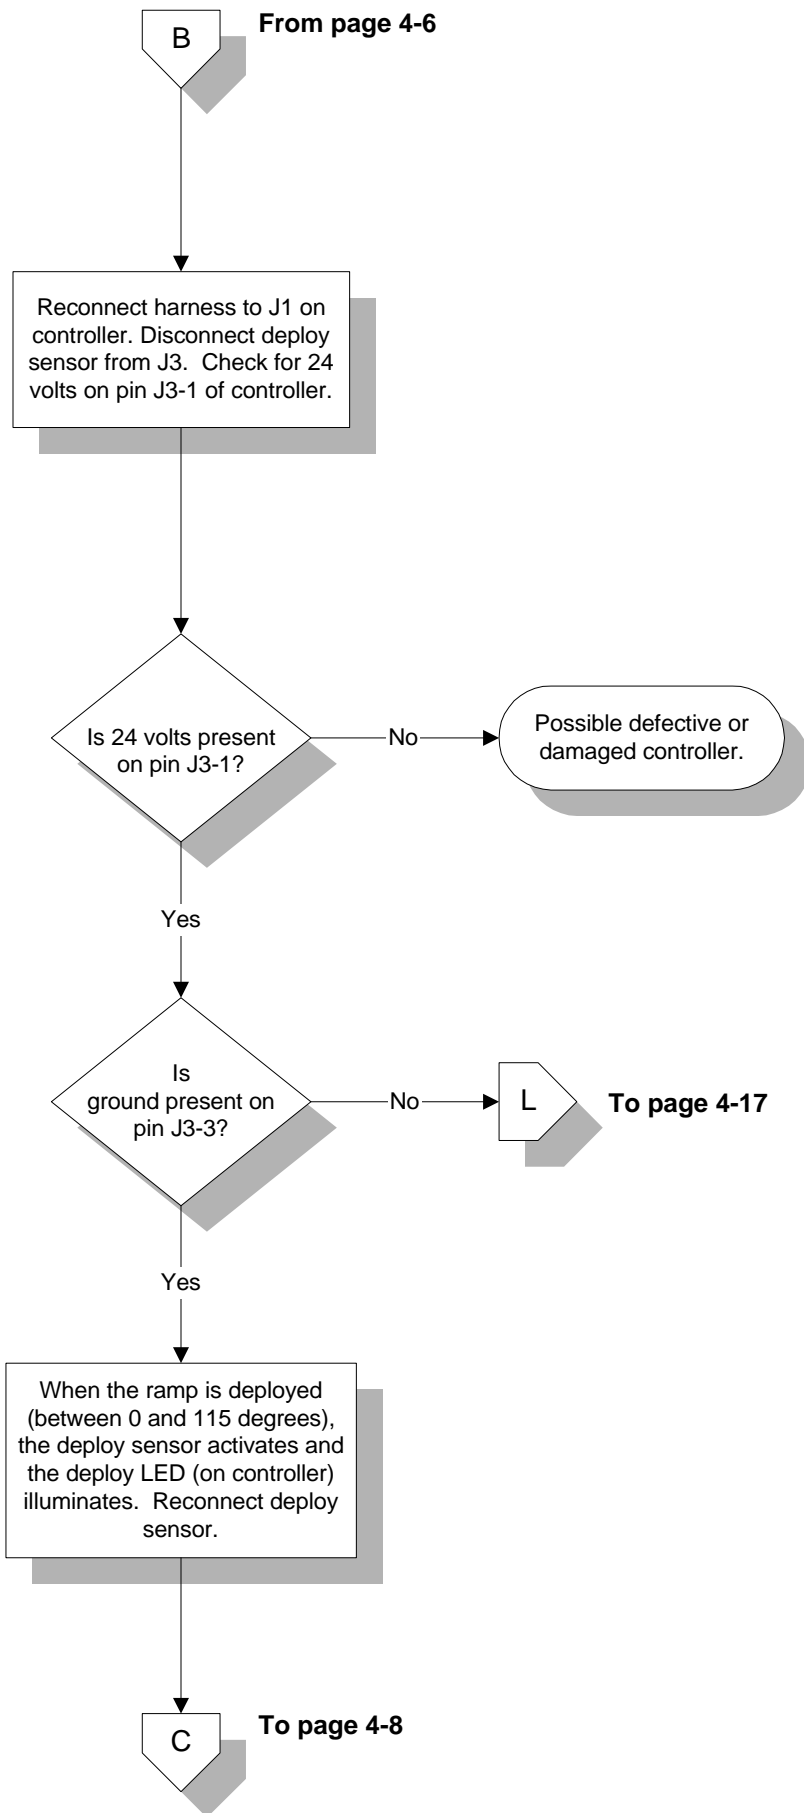 B
From page 4-6
Reconnect harness to J1 on
controller. Disconnect deploy
sensor from J3.  Check for 24
volts on pin J3-1 of controller.
Is 24 volts present
on pin J3-1?
No
Possible defective or
damaged controller.
Yes
Is
ground present on
pin J3-3?
No
L
To page 4-17
Yes
When the ramp is deployed
(between 0 and 115 degrees),
the deploy sensor activates and
the deploy LED (on controller)
illuminates.  Reconnect deploy
sensor.
C
To page 4-8